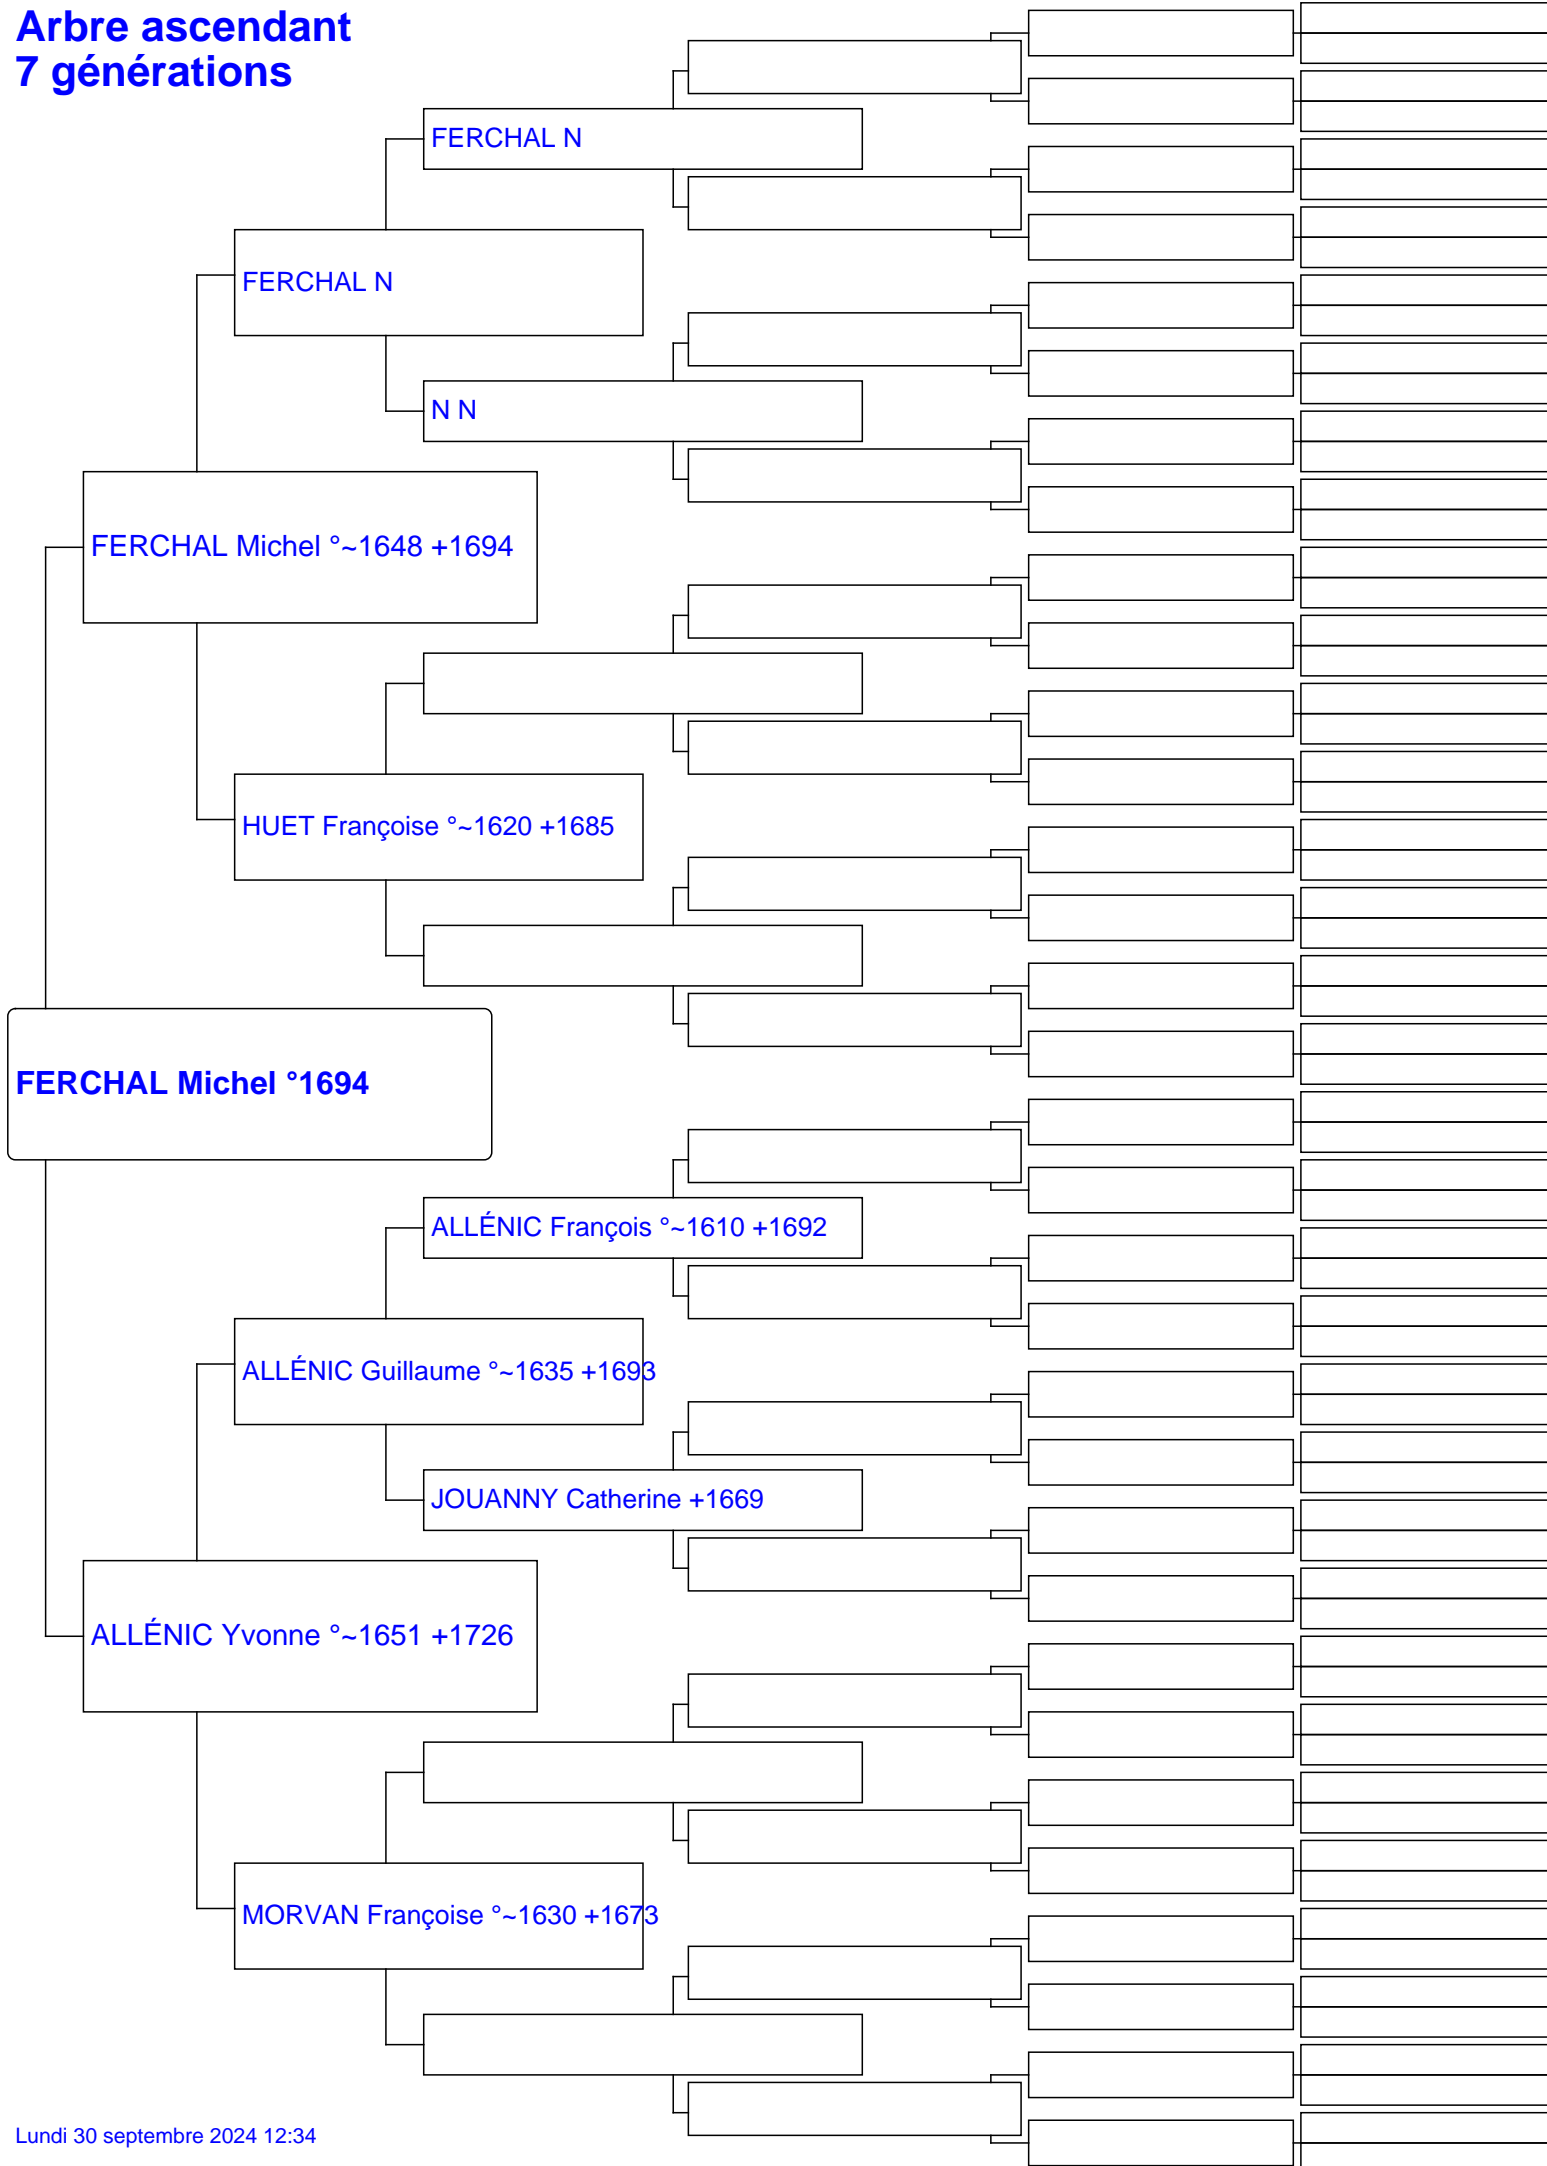 Arbre ascendant
7 générations
FERCHAL N
FERCHAL N
N N
FERCHAL Michel °~1648 +1694
HUET Françoise °~1620 +1685
FERCHAL Michel °1694
ALLÉNIC François °~1610 +1692
ALLÉNIC Guillaume °~1635 +1693
JOUANNY Catherine +1669
ALLÉNIC Yvonne °~1651 +1726
MORVAN Françoise °~1630 +1673
Lundi 30 septembre 2024 12:34